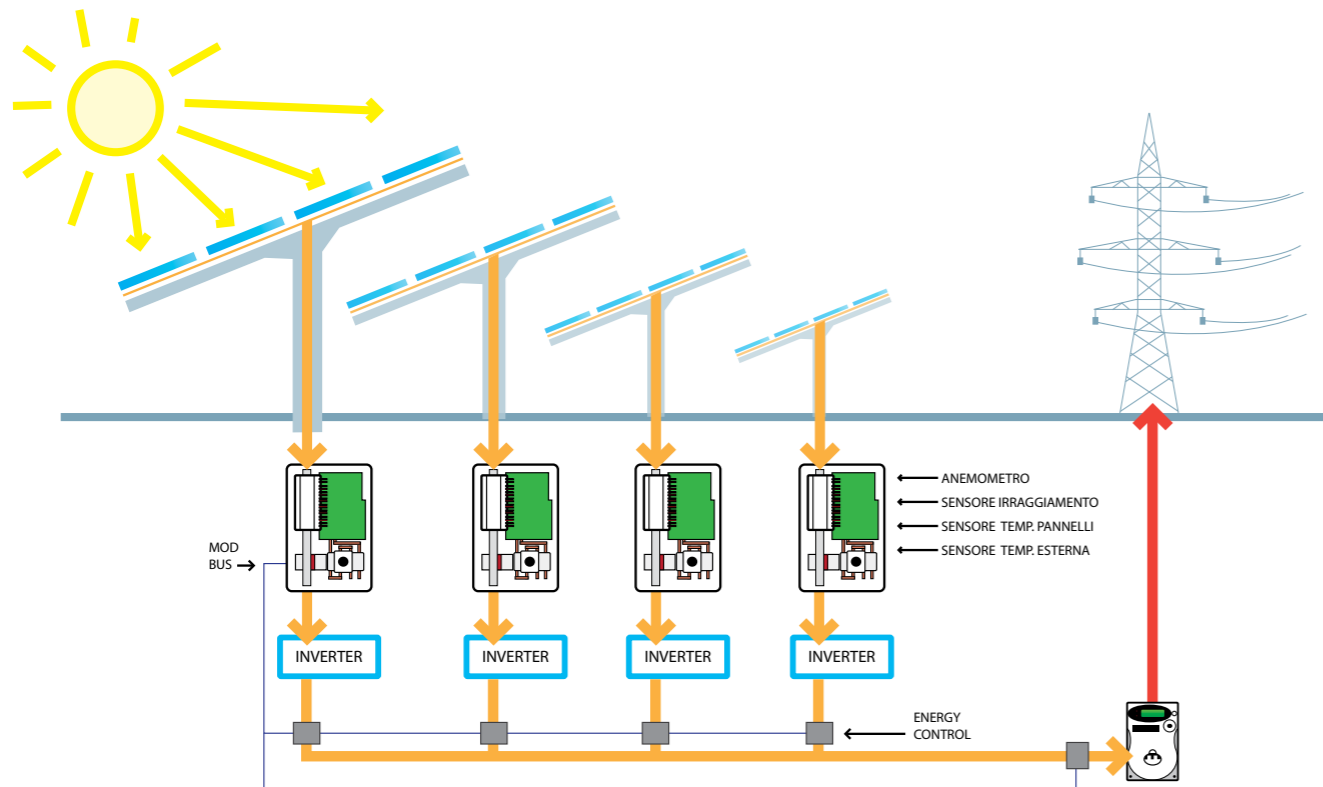 ANEMOMETRO
SENSORE IRRAGGIAMENTO
SENSORE TEMP. PANNELLI
SENSORE TEMP. ESTERNA
MOD
BUS
INVERTER
INVERTER
INVERTER
INVERTER
ENERGY
CONTROL